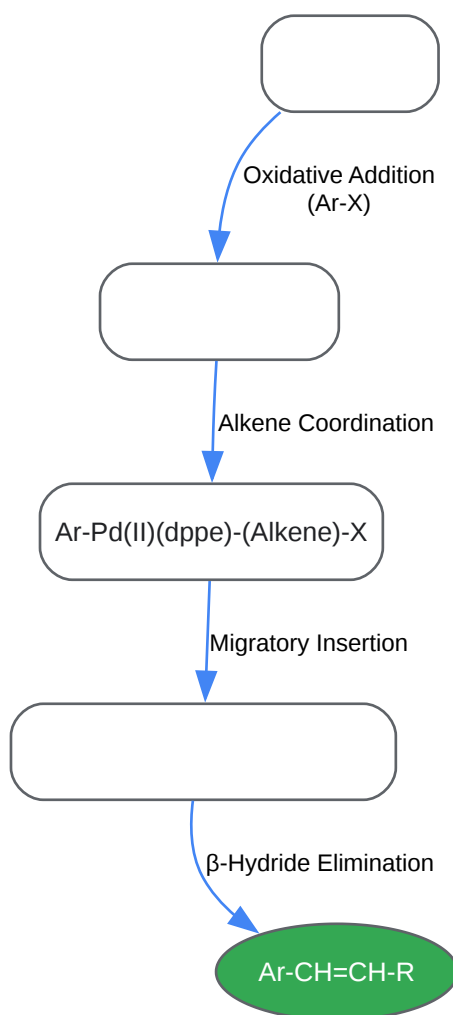 Oxidative Addition
(Ar-X)
Alkene Coordination
Ar-Pd(II)(dppe)-(Alkene)-X
Migratory Insertion
β-Hydride Elimination
Ar-CH=CH-R